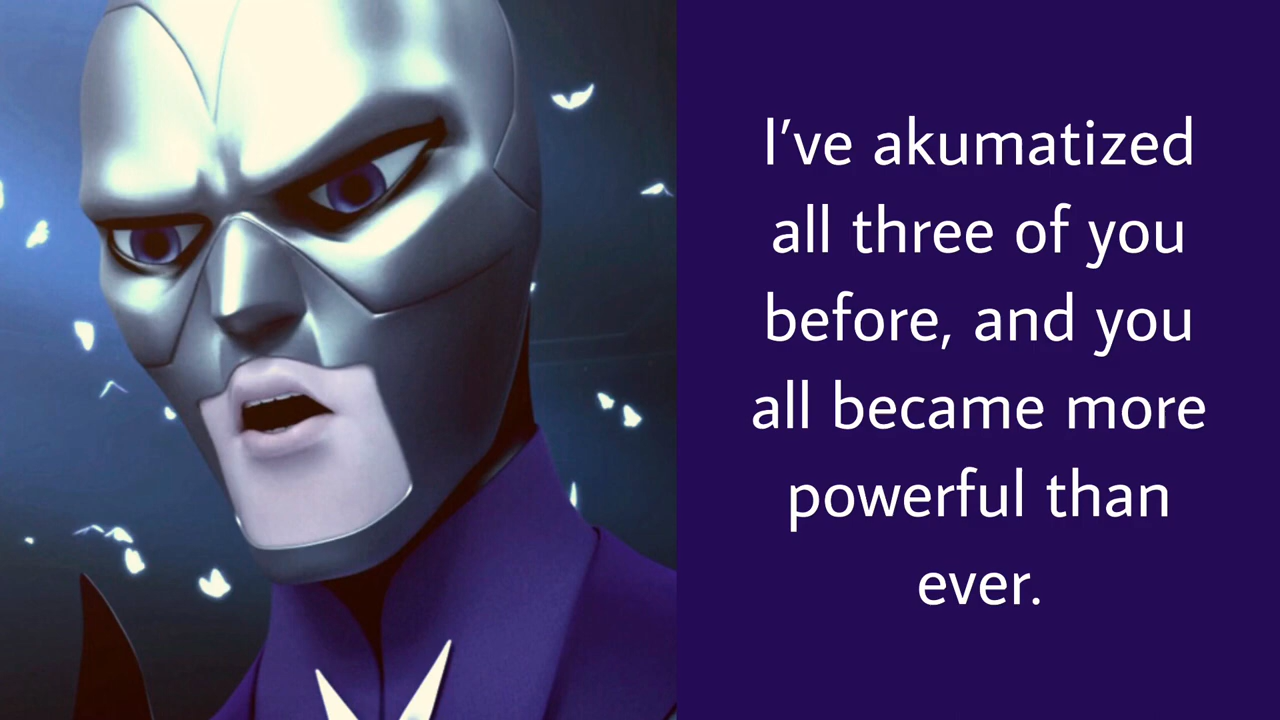 I've akumatized
all three of you
before, and you
all became more
powerful than
ever.